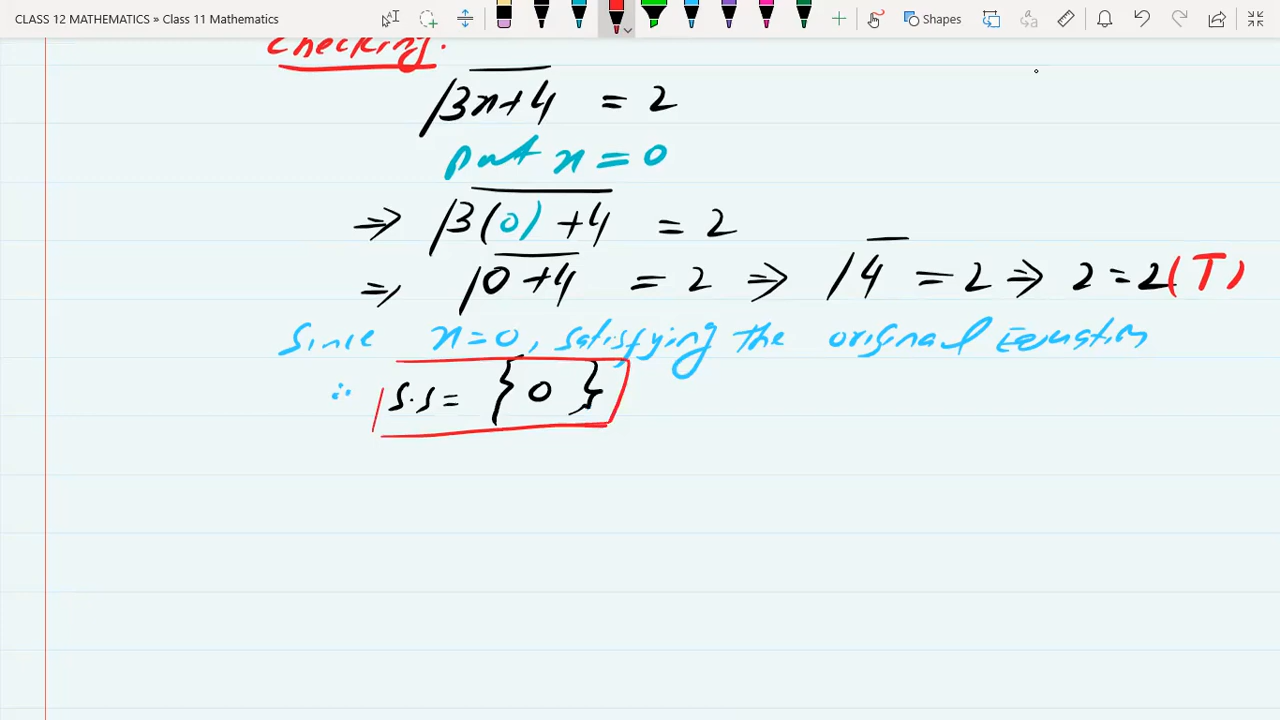 CLASS 12 MATHEMATICS » Class 11 Mathematics
Shapes
Checking:
√3x+4 = 2
put x = 0
⇒ √3(0) +4 = 2
⇒ √0+4 = 2 ⇒ √4 = 2 ⇒ 2 = 2 (T)
Since x=0, satisfying the original Equation
∴ S.S = { 0 }